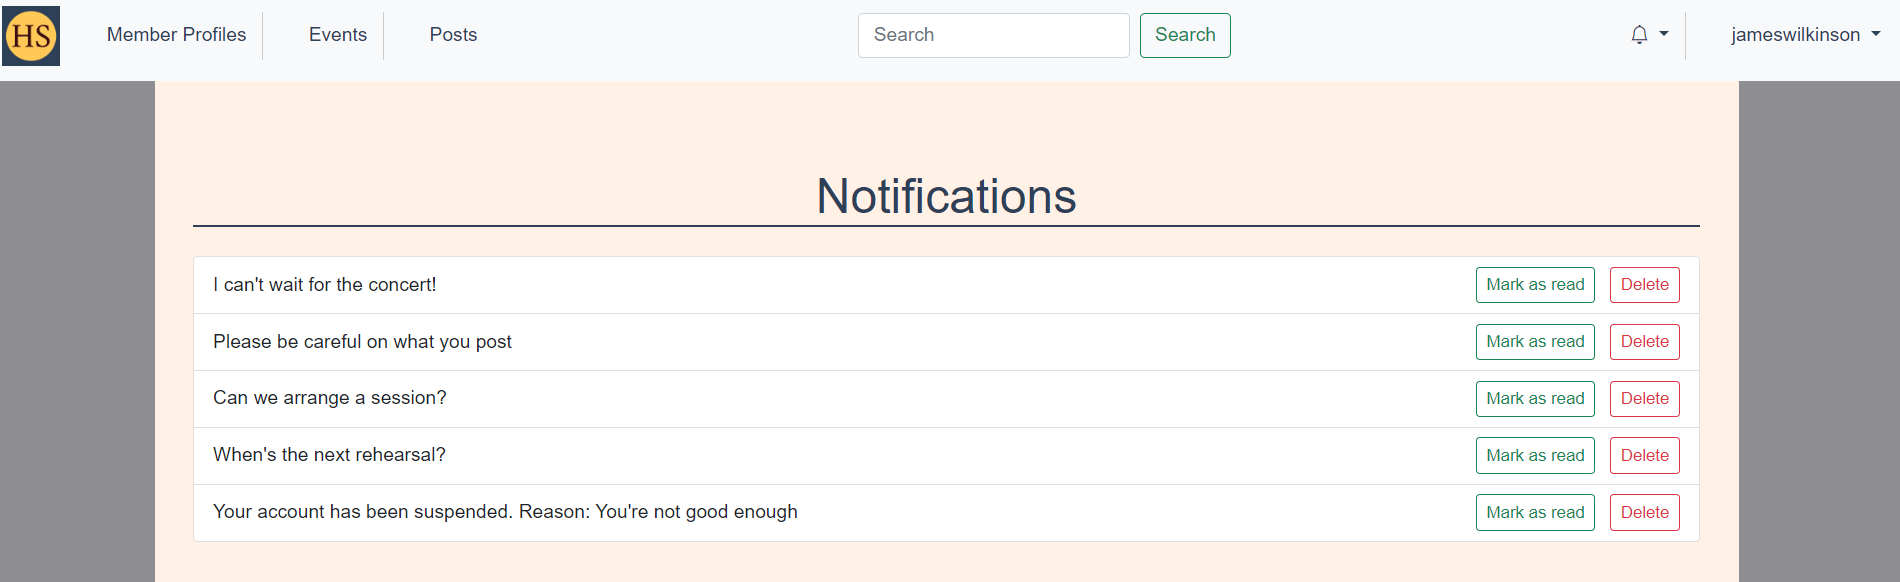 HS Member Profiles Events Posts Search Search jameswilkinson
Notifications
I can't wait for the concert! Mark as read Delete
Please be careful on what you post Mark as read Delete
Can we arrange a session? Mark as read Delete
When's the next rehearsal? Mark as read Delete
Your account has been suspended. Reason: You're not good enough Mark as read Delete